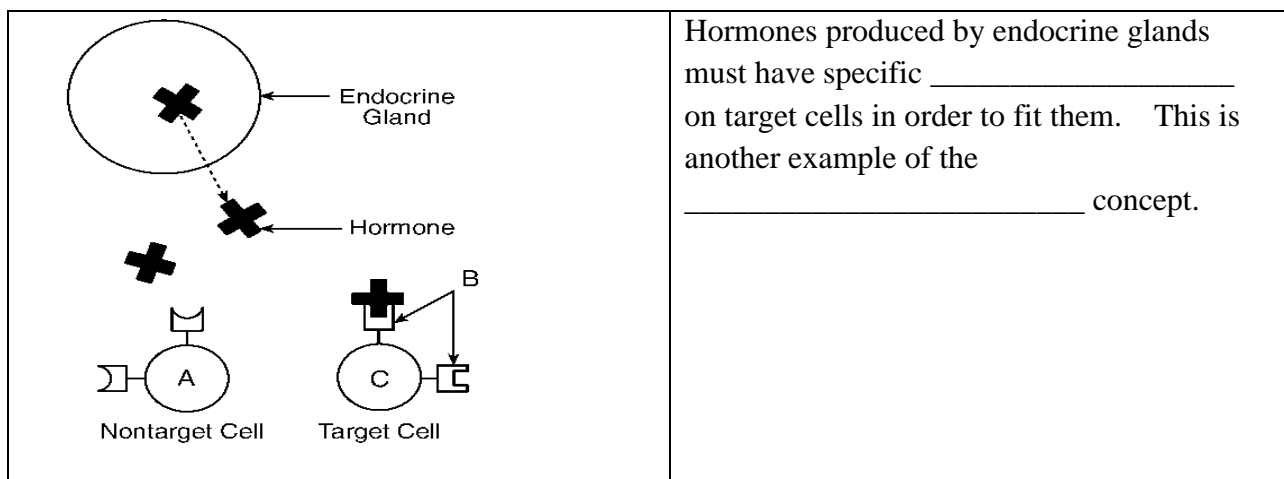 Endocrine
Gland
Hormone
B
A
C
Nontarget Cell
Target Cell
Hormones produced by endocrine glands
must have specific ___________________
on target cells in order to fit them. This is
another example of the
_________________________ concept.